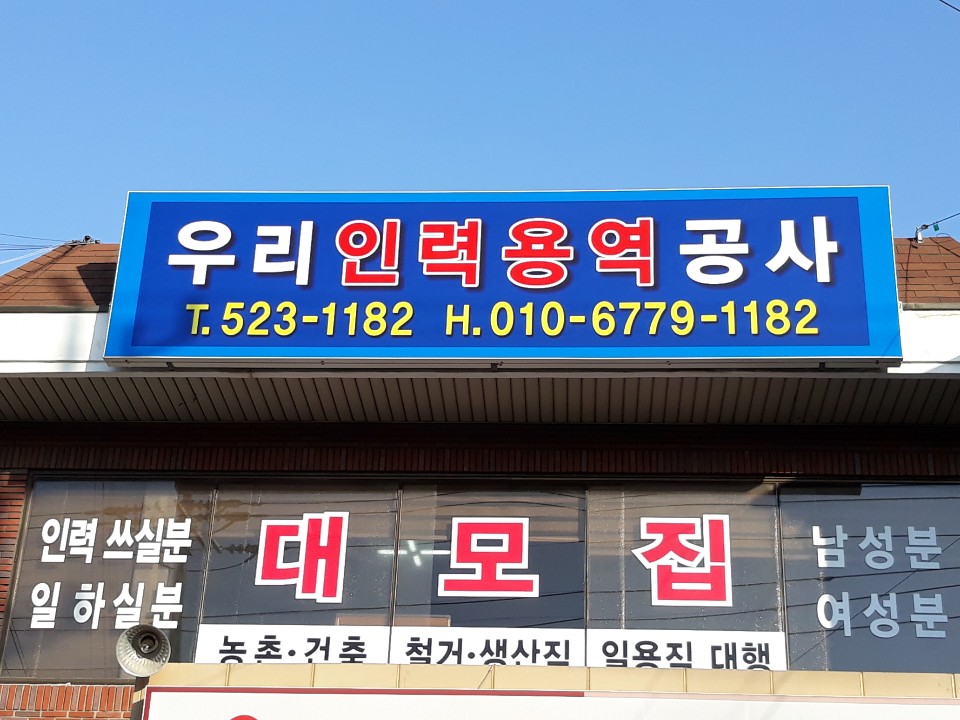 우리인력용역공사
T. 523-1182 H. 010-6779-1182
인력 쓰실분
일 하실분
대모집
농촌·건축 철거·생산직 일용직 대행
남성분
여성분